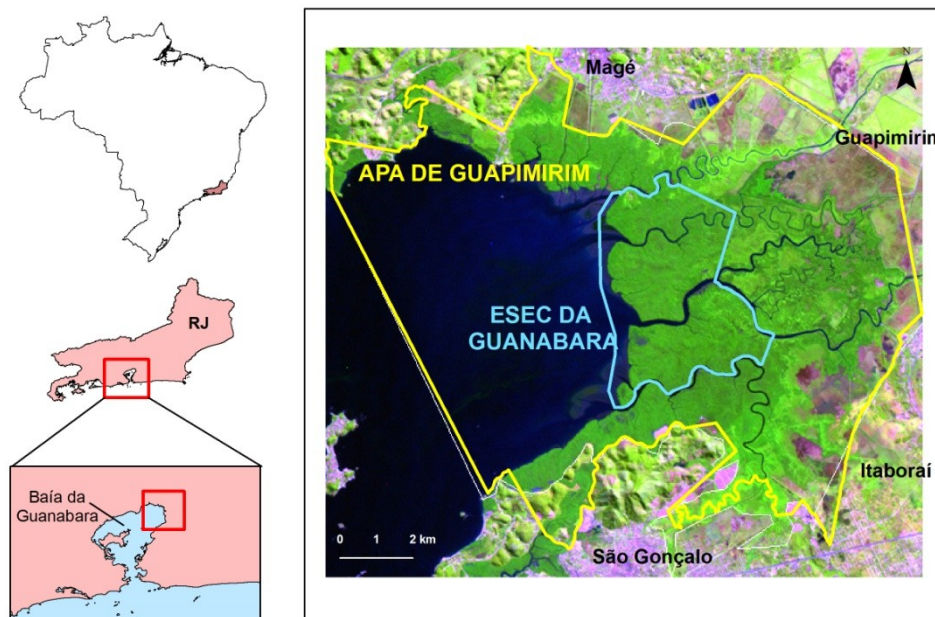 RJ
Baía da
Guanabara
N
Magé
Guapimirim
APA DE GUAPIMIRIM
ESEC DA
GUANABARA
Itaboraí
São Gonçalo
0 1 2 km